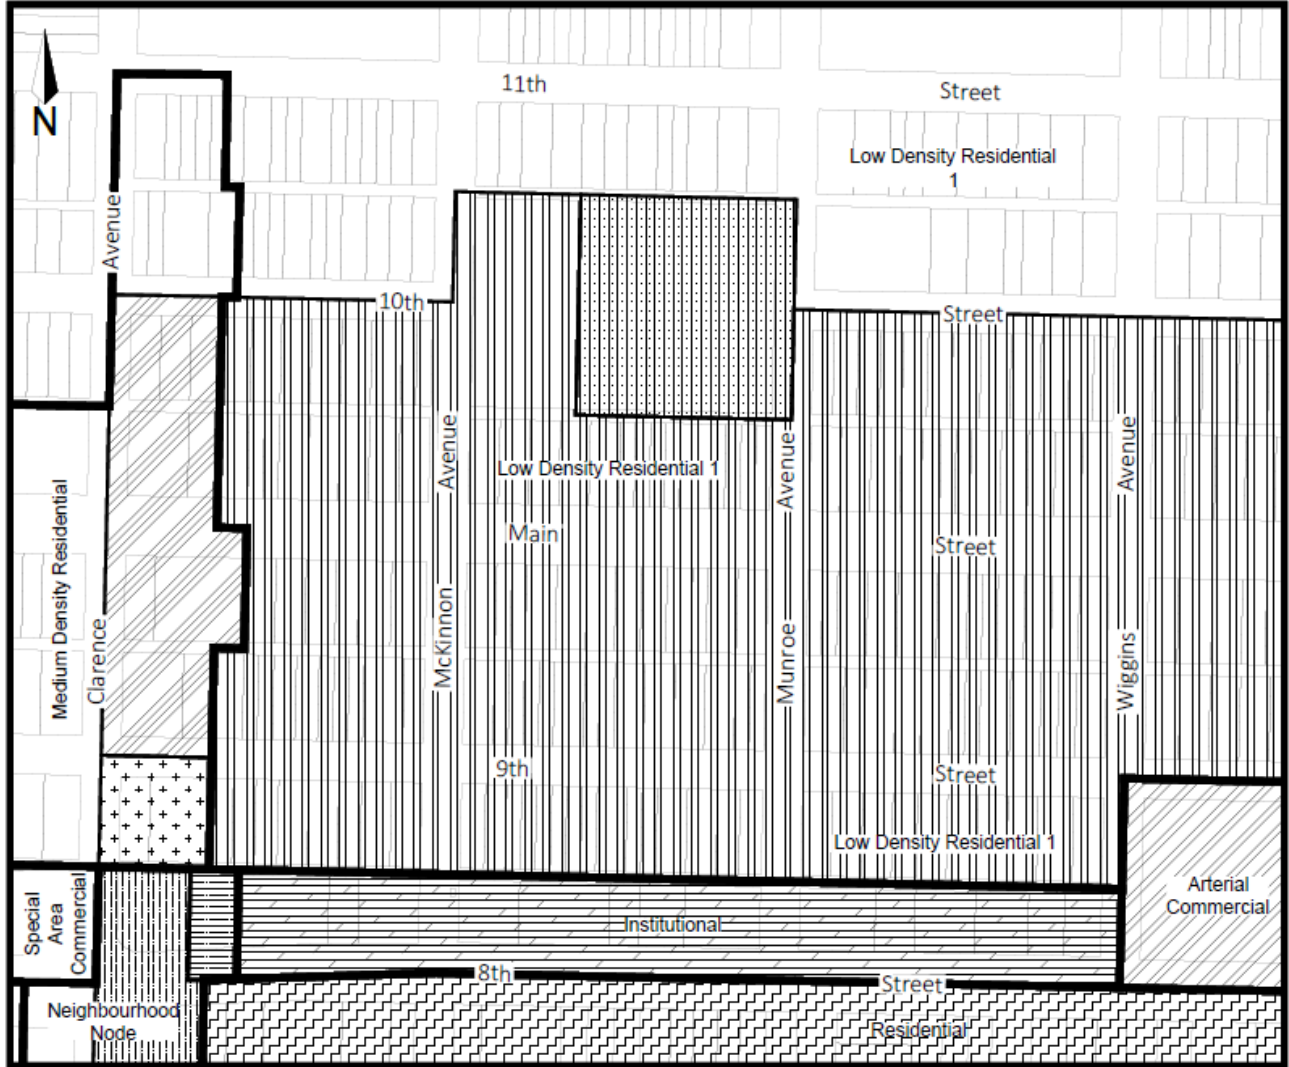 11th
Street
N
Low Density Residential
1
Avenue
10th
Street
Avenue
Avenue
Avenue
Low Density Residential 1
Main
Street
Medium Density Residential
Clarence
McKinnon
Munroe
Wiggins
9th
Street
Low Density Residential 1
Special
Area
Commercial
Arterial
Commercial
Institutional
8th
Street
Neighbourhood
Node
Residential